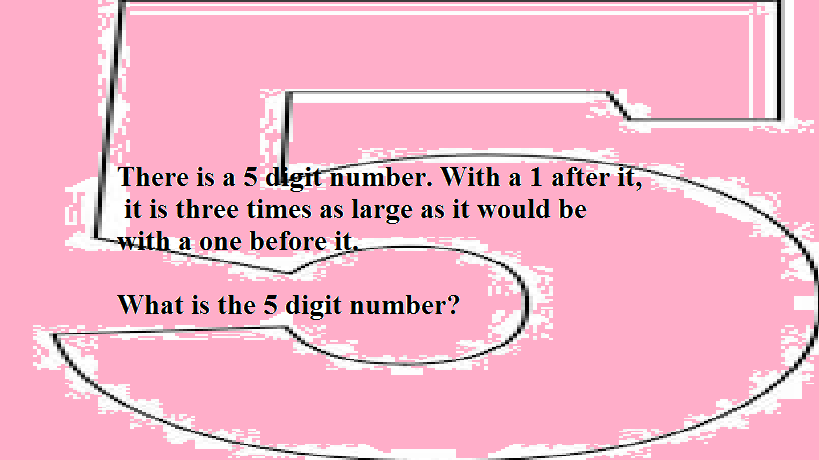 There is a 5 digit number. With a 1 after it,
it is three times as large as it would be
with a one before it.
What is the 5 digit number?